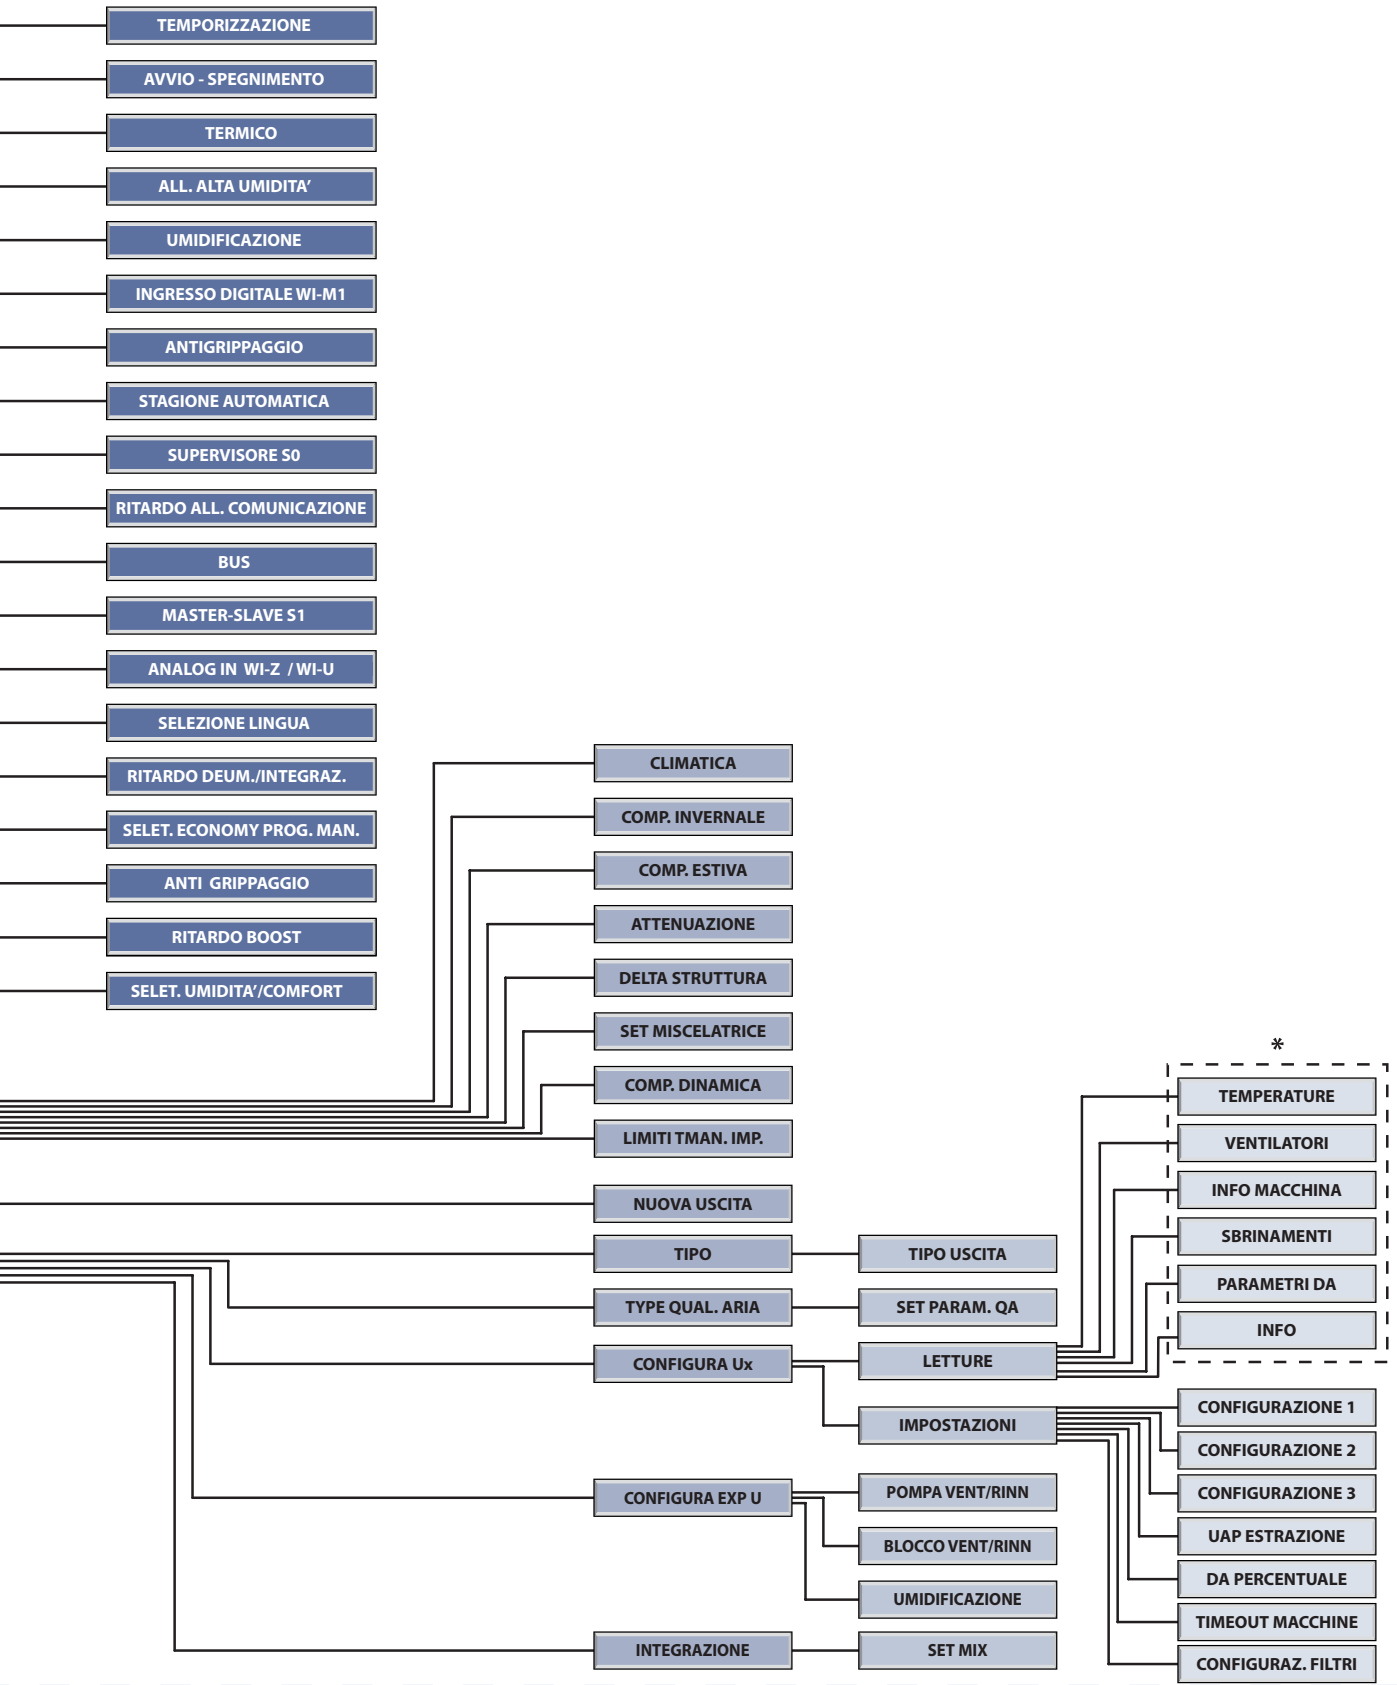 TEMPORIZZAZIONE
AVVIO - SPEGNIMENTO
TERMICO
ALL. ALTA UMIDITA’
UMIDIFICAZIONE
INGRESSO DIGITALE WI-M1
ANTIGRIPPAGGIO
STAGIONE AUTOMATICA
SUPERVISORE S0
RITARDO ALL. COMUNICAZIONE
BUS
MASTER-SLAVE S1
ANALOG IN WI-Z / WI-U
SELEZIONE LINGUA
RITARDO DEUM./INTEGRAZ.
SELET. ECONOMY PROG. MAN.
ANTI GRIPPAGGIO
RITARDO BOOST
SELET. UMIDITA’/COMFORT
CLIMATICA
COMP. INVERNALE
COMP. ESTIVA
ATTENUAZIONE
DELTA STRUTTURA
SET MISCELATRICE
COMP. DINAMICA
LIMITI TMAN. IMP.
NUOVA USCITA
TIPO
TYPE QUAL. ARIA
CONFIGURA Ux
CONFIGURA EXP U
INTEGRAZIONE
TIPO USCITA
SET PARAM. QA
LETTURE
IMPOSTAZIONI
POMPA VENT/RINN
BLOCCO VENT/RINN
UMIDIFICAZIONE
SET MIX
*
TEMPERATURE
VENTILATORI
INFO MACCHINA
SBRINAMENTI
PARAMETRI DA
INFO
CONFIGURAZIONE 1
CONFIGURAZIONE 2
CONFIGURAZIONE 3
UAP ESTRAZIONE
DA PERCENTUALE
TIMEOUT MACCHINE
CONFIGURAZ. FILTRI